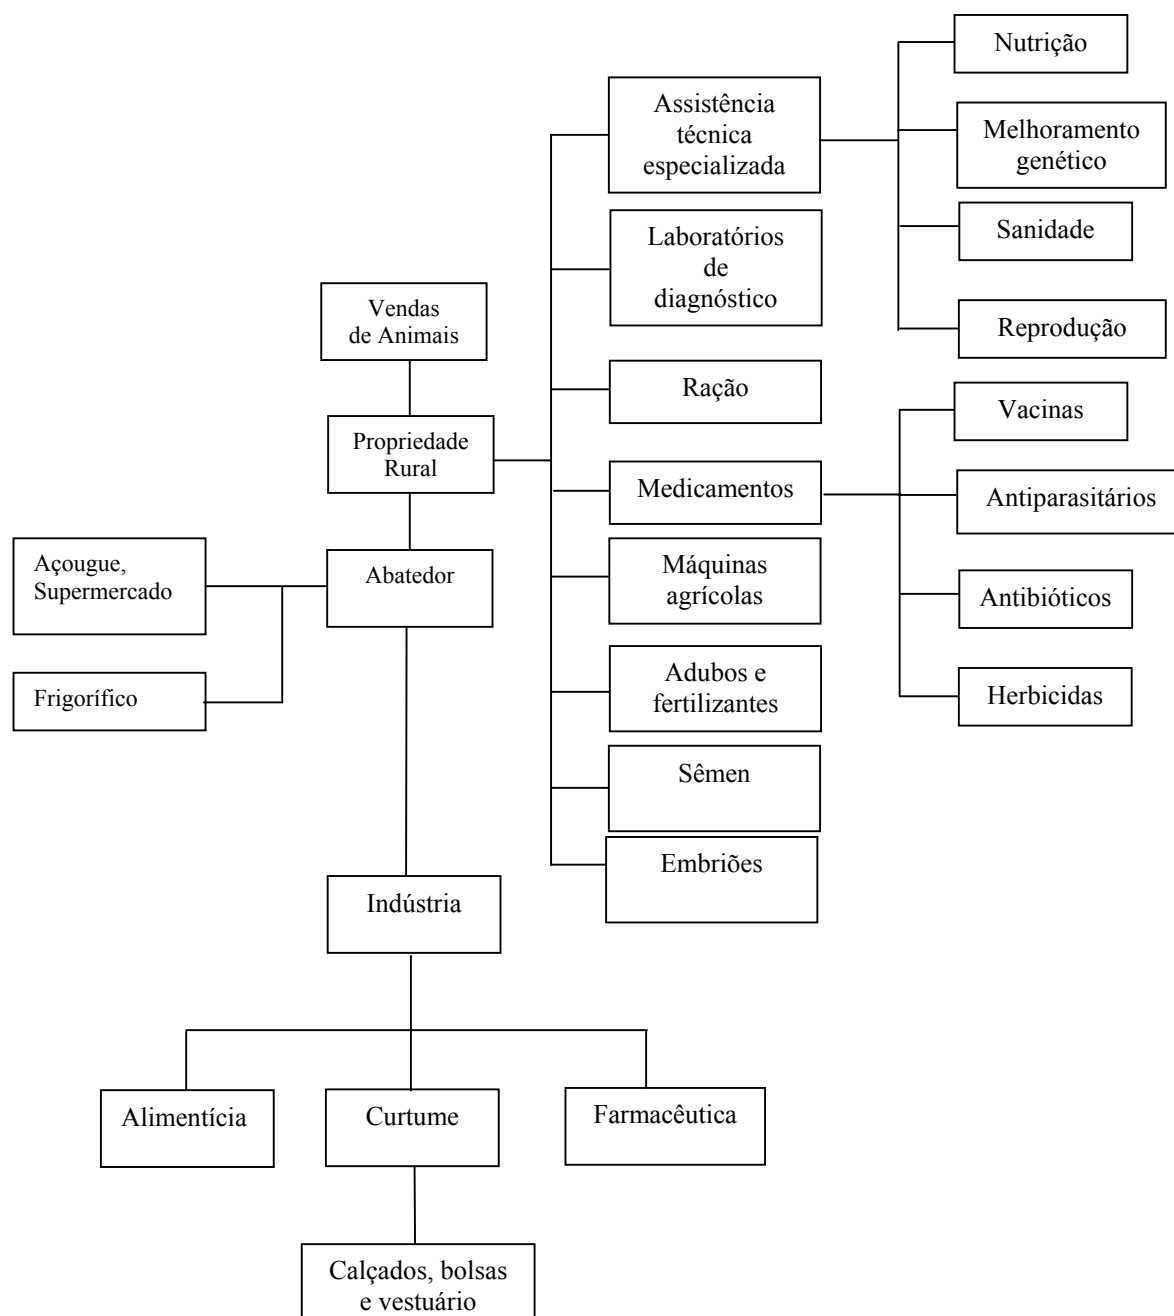 Nutrição
Assistência
técnica
especializada
Melhoramento
genético
Sanidade
Laboratórios
de
diagnóstico
Reprodução
Vendas
de Animais
Ração
Vacinas
Propriedade
Rural
Medicamentos
Antiparasitários
Açougue,
Supermercado
Abatedor
Máquinas
agrícolas
Antibióticos
Frigorífico
Adubos e
fertilizantes
Herbicidas
Sêmen
Embriões
Indústria
Alimentícia
Curtume
Farmacêutica
Calçados, bolsas
e vestuário